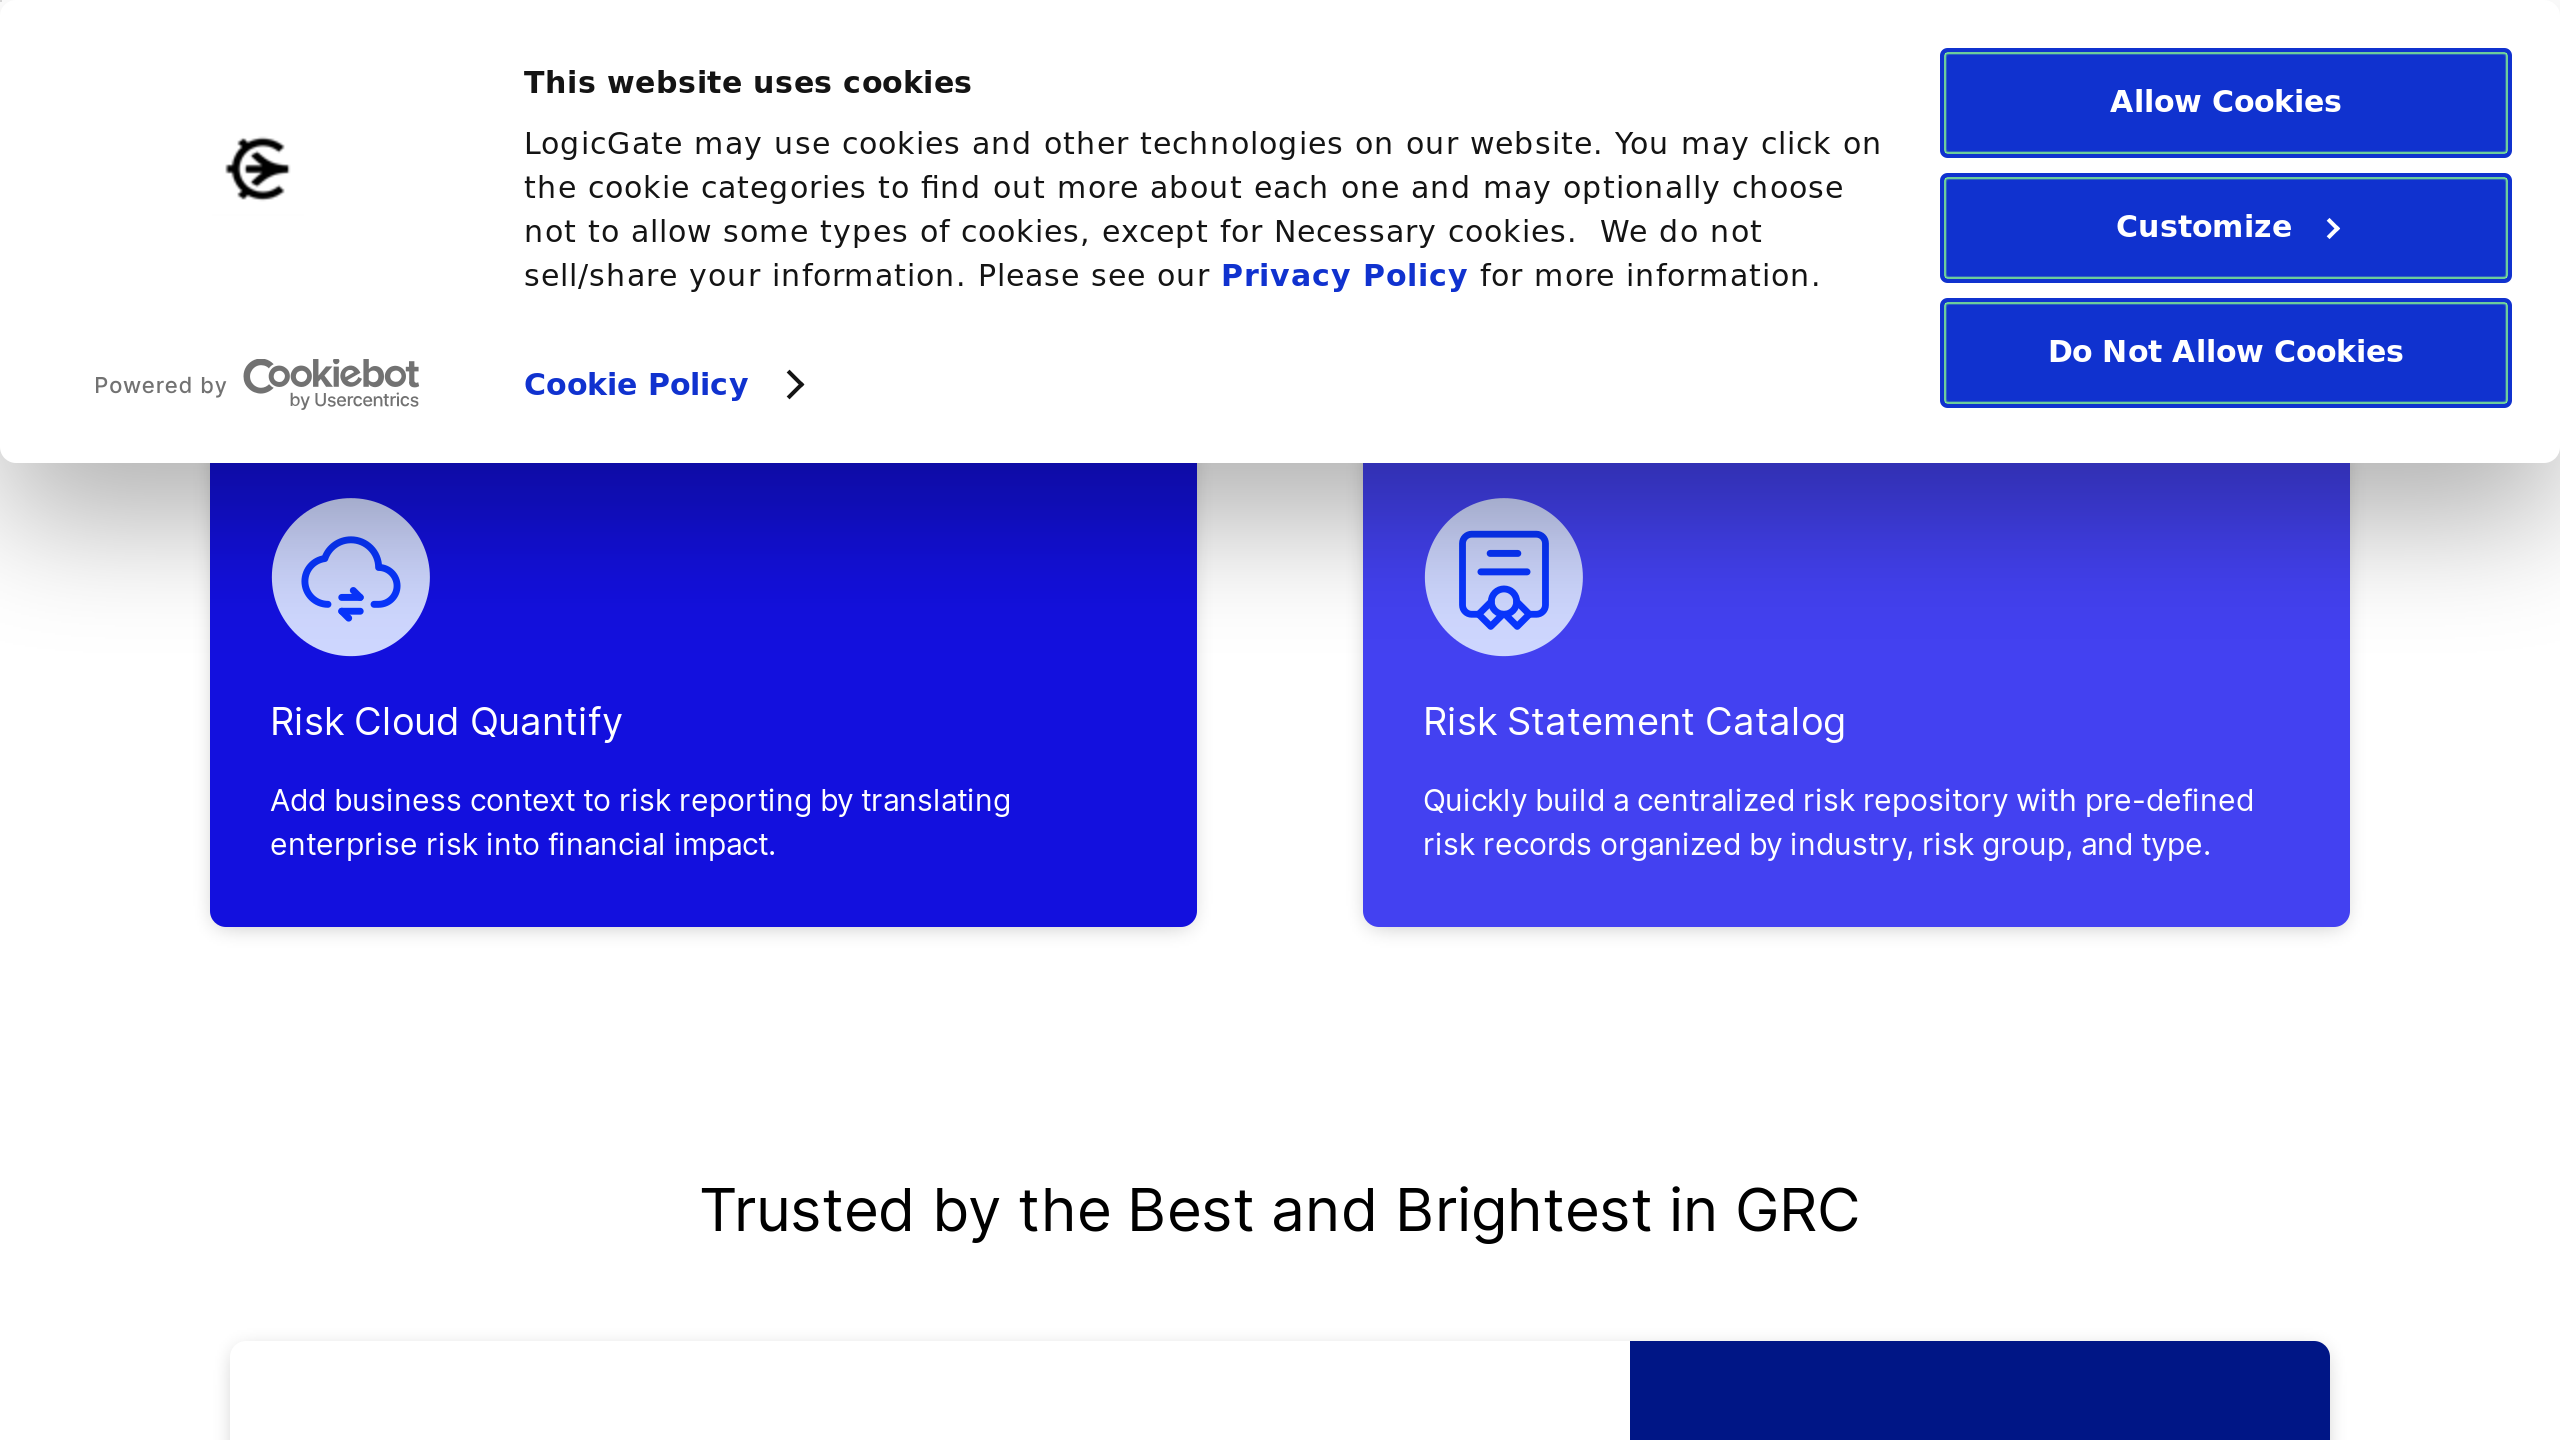 This website uses cookies
LogicGate may use cookies and other technologies on our website. You may click on
the cookie categories to find out more about each one and may optionally choose
not to allow some types of cookies, except for Necessary cookies.  We do not
sell/share your information. Please see our Privacy Policy for more information.
Powered by Cookiebot
by Usercentrics
Cookie Policy
Allow Cookies
Customize
Do Not Allow Cookies
Risk Cloud Quantify
Add business context to risk reporting by translating
enterprise risk into financial impact.
Risk Statement Catalog
Quickly build a centralized risk repository with pre-defined
risk records organized by industry, risk group, and type.
Trusted by the Best and Brightest in GRC